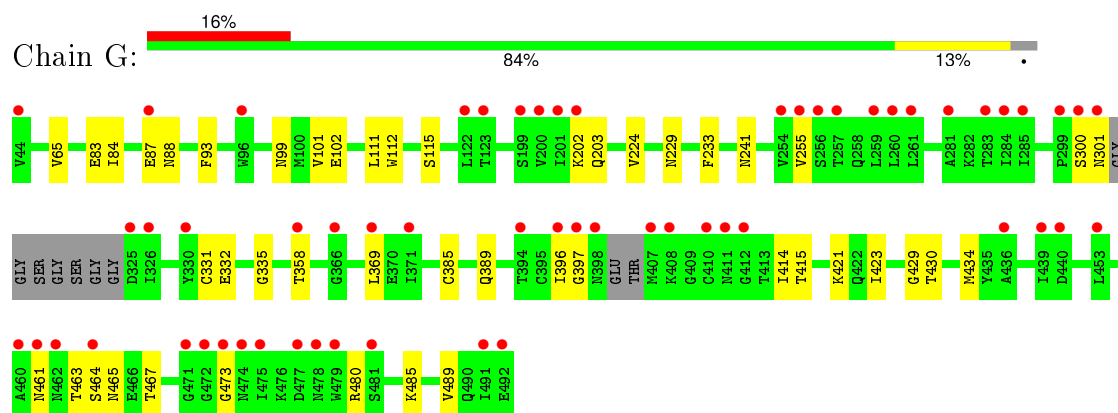 16%
Chain G:
84% 13% •
V44 V65 E83 I84 E87 N88 F93 W96 N99 M100 V101 E102 L111 W112 S115 L122 T123 S199 V200 I201 K202 Q203 V224 N229 F233 N241 V254 V255 S256 T257 Q258 L259 L260 I261 A281 K282 T283 I284 I285 P299 S300 N301 GLY
GLY SER GLY SER GLY GLY D325 I326 Y330 C331 E332 G335 T358 G366 L369 E370 I371 C385 Q389 T394 C395 I396 G397 N398 GLU THR M407 K408 G409 C410 N411 G412 T413 I414 T415 K421 Q422 I423 G429 T430 M434 Y435 A436 I439 D440 L453
A460 N461 N462 T463 S464 N465 E466 T467 G471 G472 G473 N474 I475 K476 D477 N478 W479 R480 S481 K485 V489 Q490 I491 E492